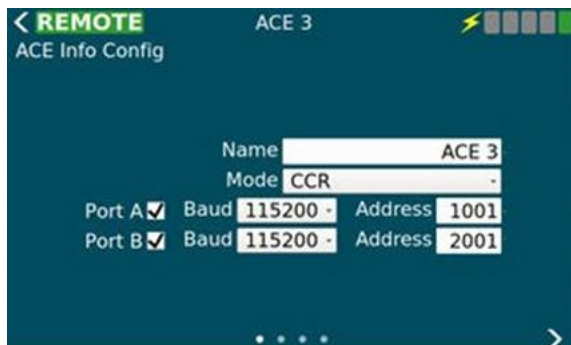 < REMOTE ACE 3
ACE Info Config
Name ACE 3
Mode CCR
Port A Baud 115200 Address 1001
Port B Baud 115200 Address 2001
>